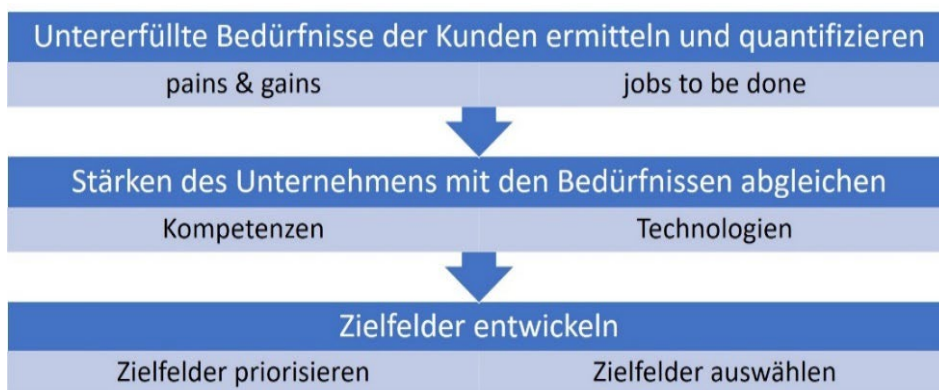 Untererfüllte Bedürfnisse der Kunden ermitteln und quantifizieren
pains & gains
jobs to be done
Stärken des Unternehmens mit den Bedürfnissen abgleichen
Kompetenzen
Technologien
Zielfelder entwickeln
Zielfelder priorisieren
Zielfelder auswählen